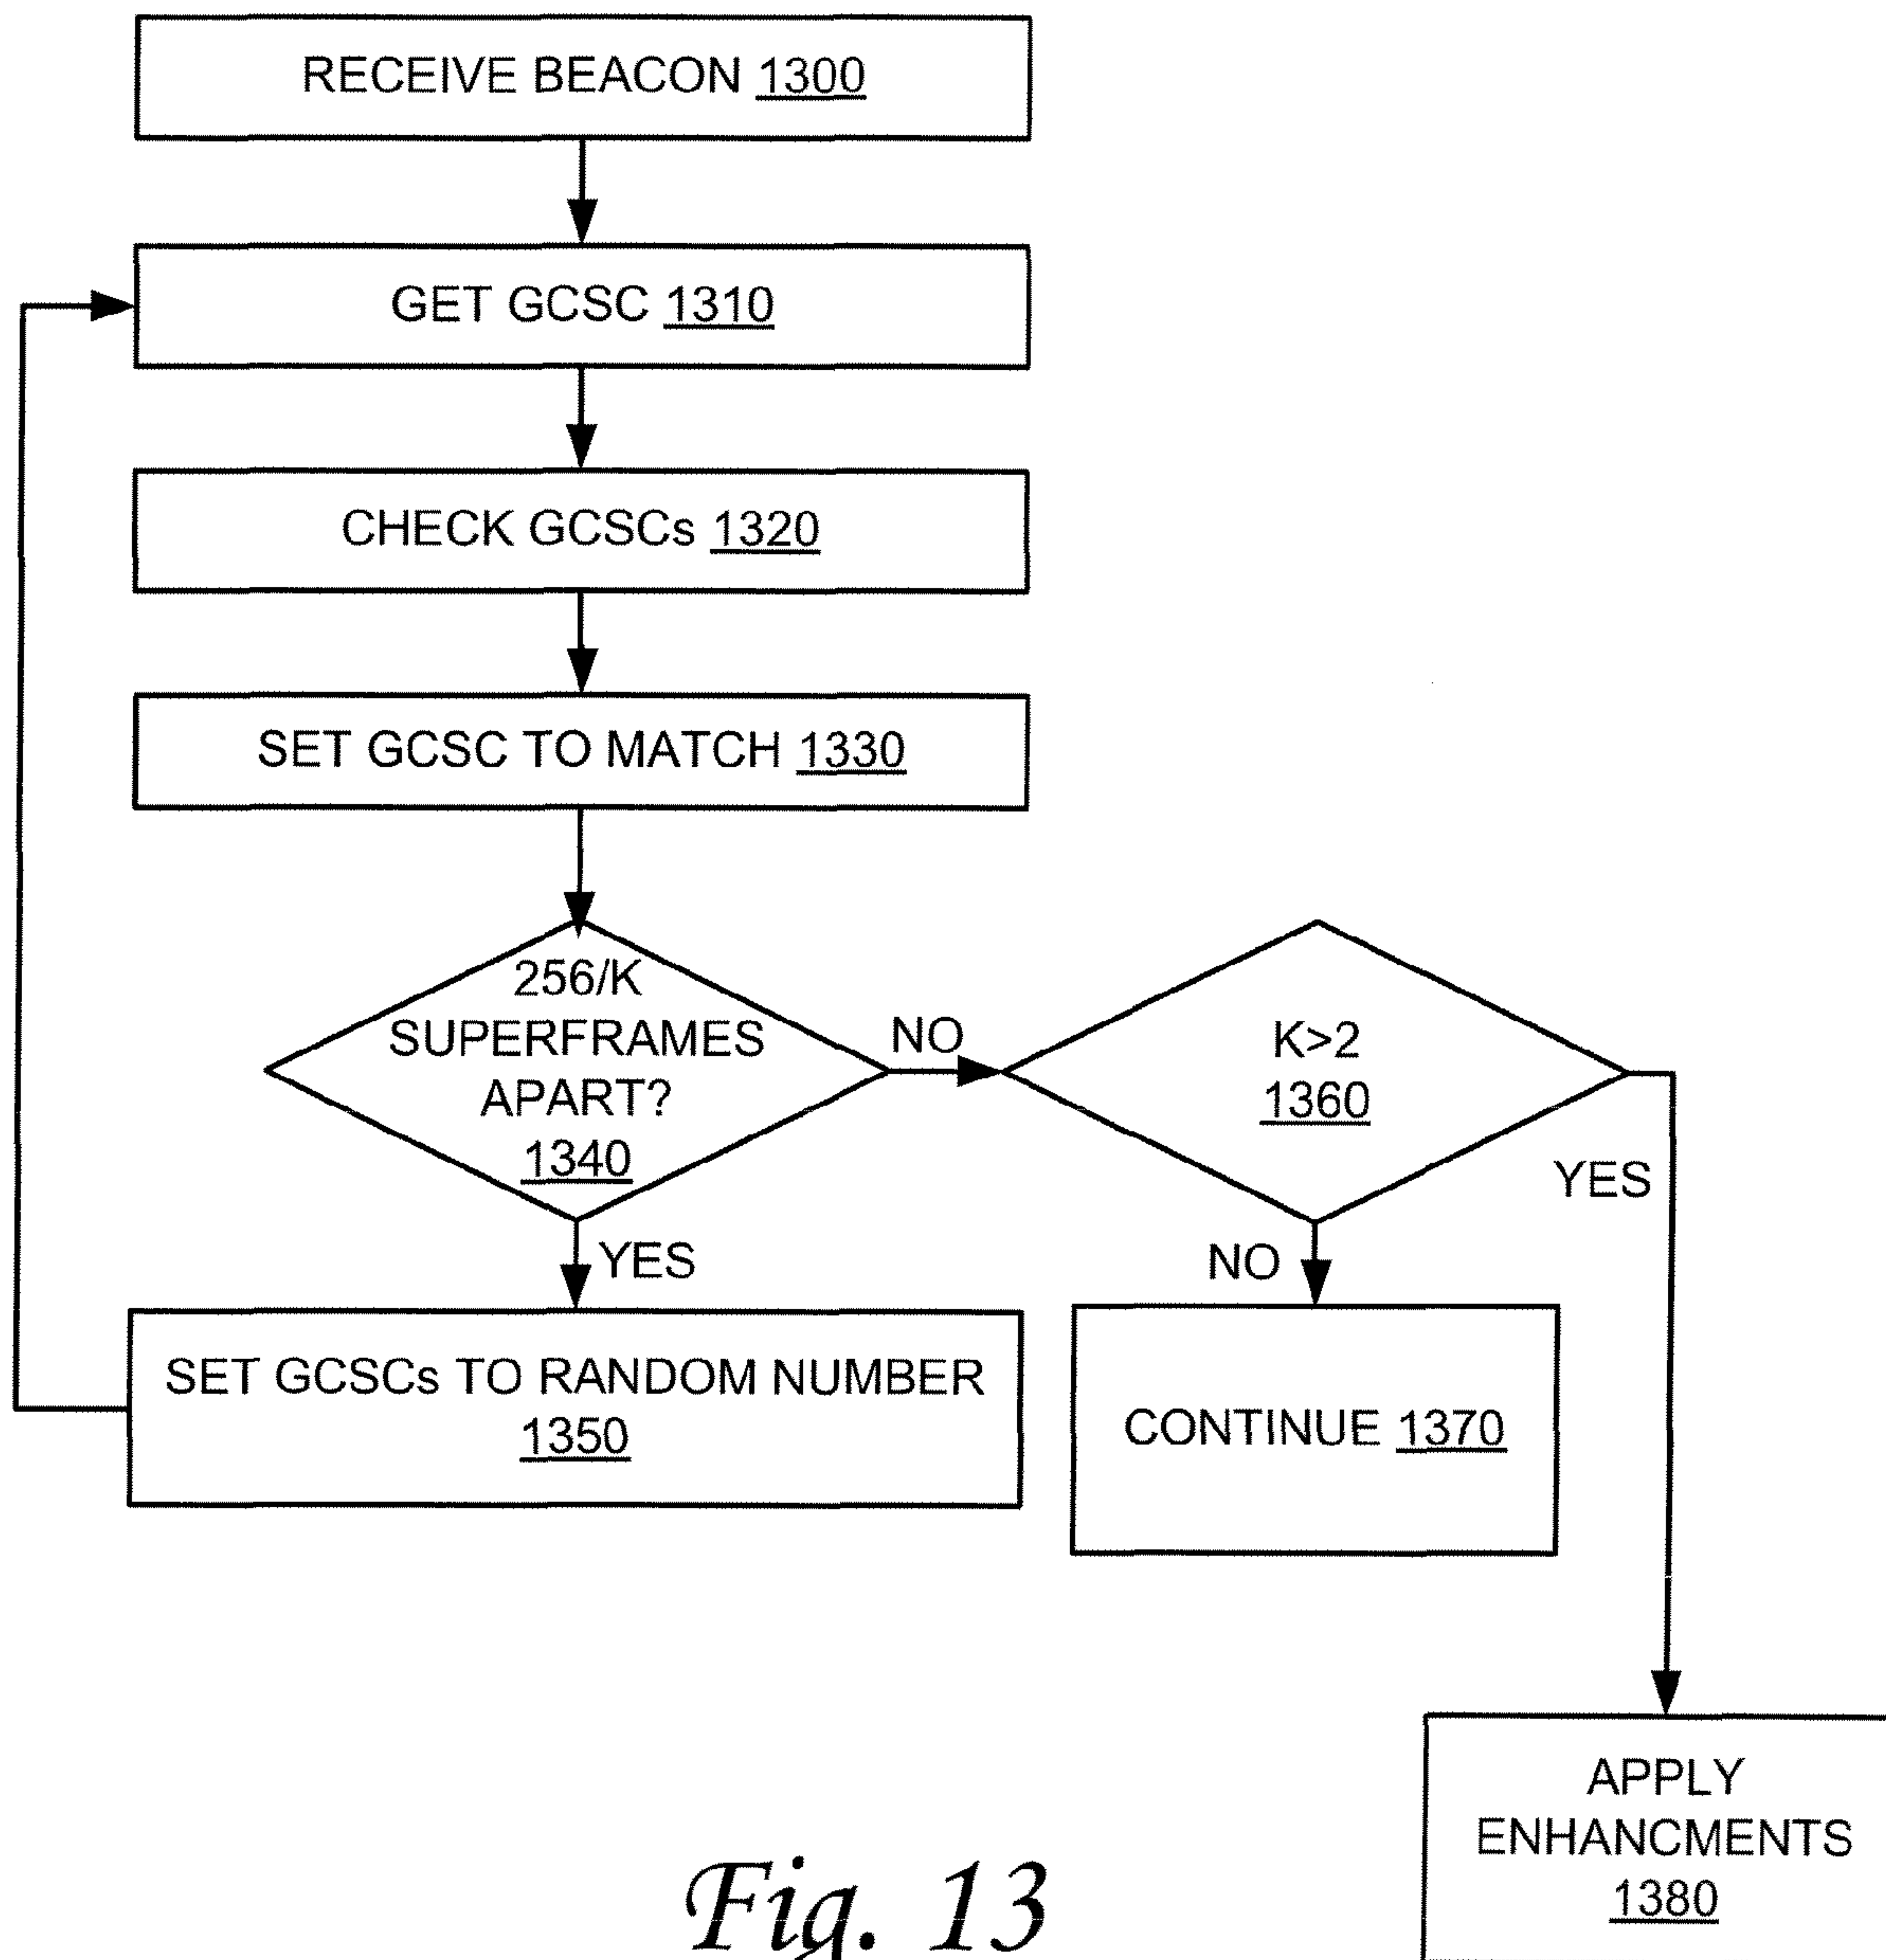 RECEIVE BEACON 1300
GET GCSC 1310
CHECK GCSCs 1320
SET GCSC TO MATCH 1330
256/K
SUPERFRAMES
APART?
1340
NO
K>2
1360
YES
YES
NO
SET GCSCs TO RANDOM NUMBER
1350
CONTINUE 1370
APPLY
ENHANCMENTS
1380
Fig. 13